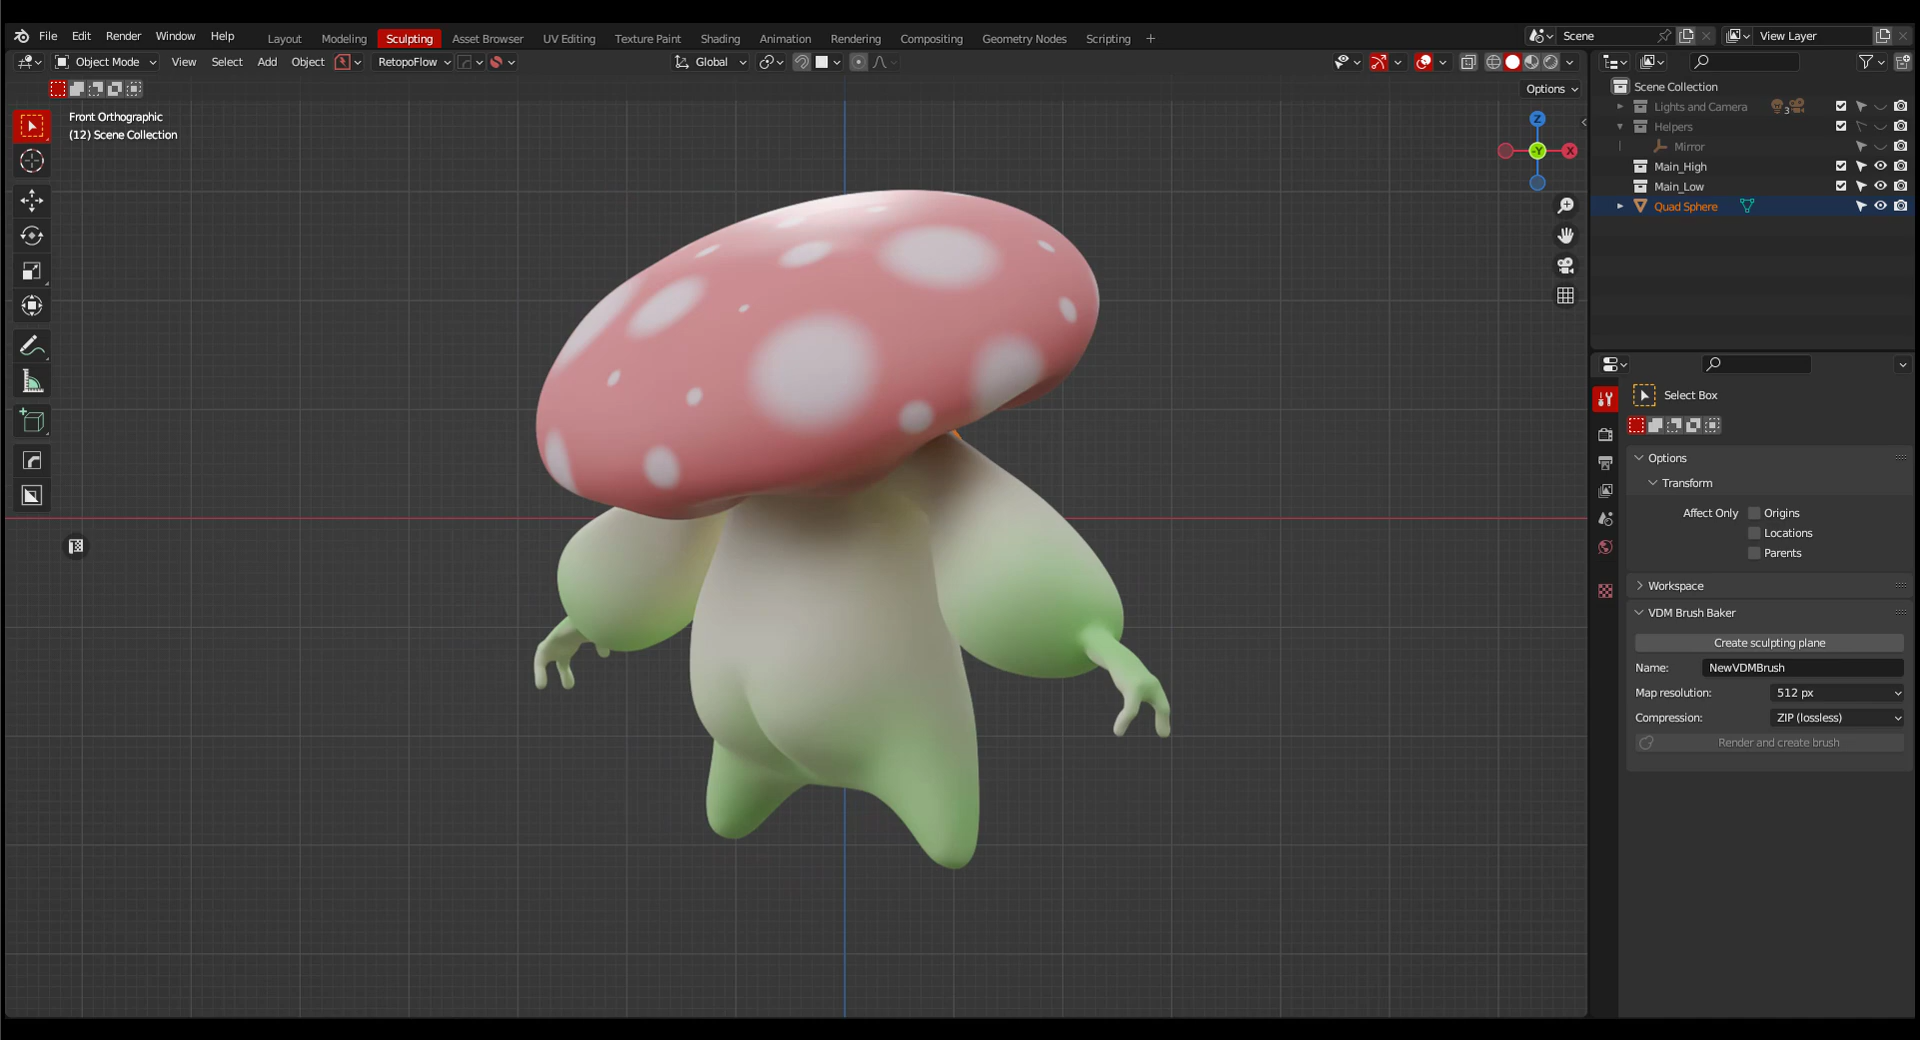 File Edit Render Window Help Layout Modeling Sculpting Asset Browser UV Editing Texture Paint Shading Animation Rendering Compositing Geometry Nodes Scripting + Scene View Layer
Object Mode View Select Add Object RetopoFlow Global
Options
Front Orthographic
(12) Scene Collection
Z
-Y X
Scene Collection
Lights and Camera 3
Helpers
Mirror
Main_High
Main_Low
Quad Sphere
Select Box
Options
Transform
Affect Only Origins
Locations
Parents
Workspace
VDM Brush Baker
Create sculpting plane
Name: NewVDMBrush
Map resolution: 512 px
Compression: ZIP (lossless)
Render and create brush